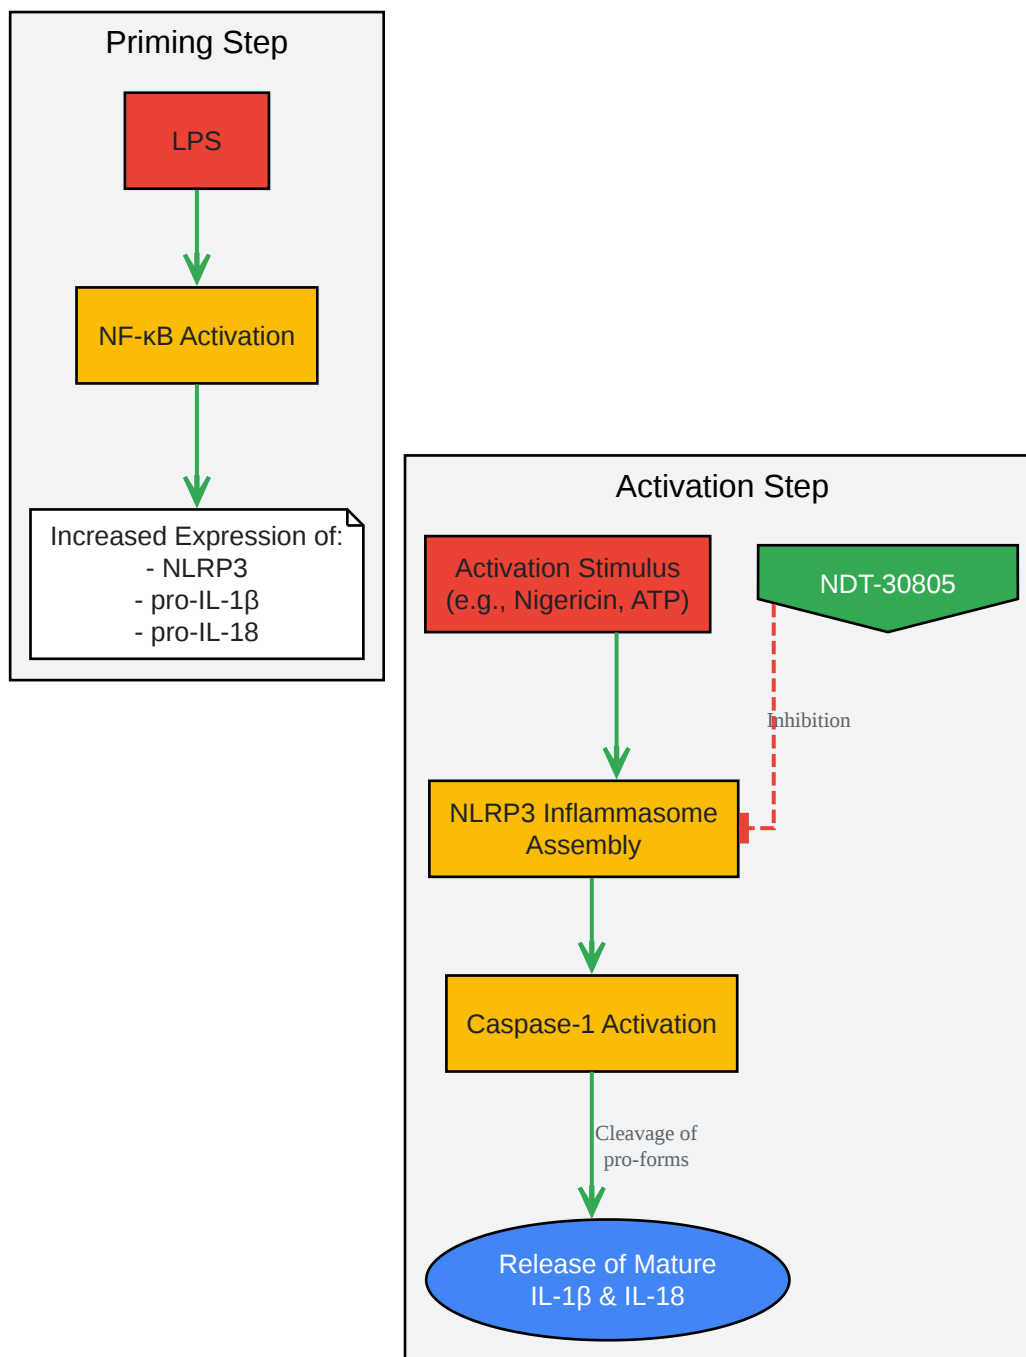 Priming Step
LPS
NF-κB Activation
Increased Expression of:
- NLRP3
- pro-IL-1β
- pro-IL-18
Activation Step
Activation Stimulus
(e.g., Nigericin, ATP)
NDT-30805
Inhibition
NLRP3 Inflammasome
Assembly
Caspase-1 Activation
Cleavage of
pro-forms
Release of Mature
IL-1β & IL-18